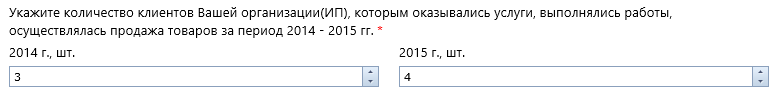 Укажите количество клиентов Вашей организации(ИП), которым оказывались услуги, выполнялись работы,
осуществлялась продажа товаров за период 2014 - 2015 гг. *
2014 г., шт.
2015 г., шт.
3
4